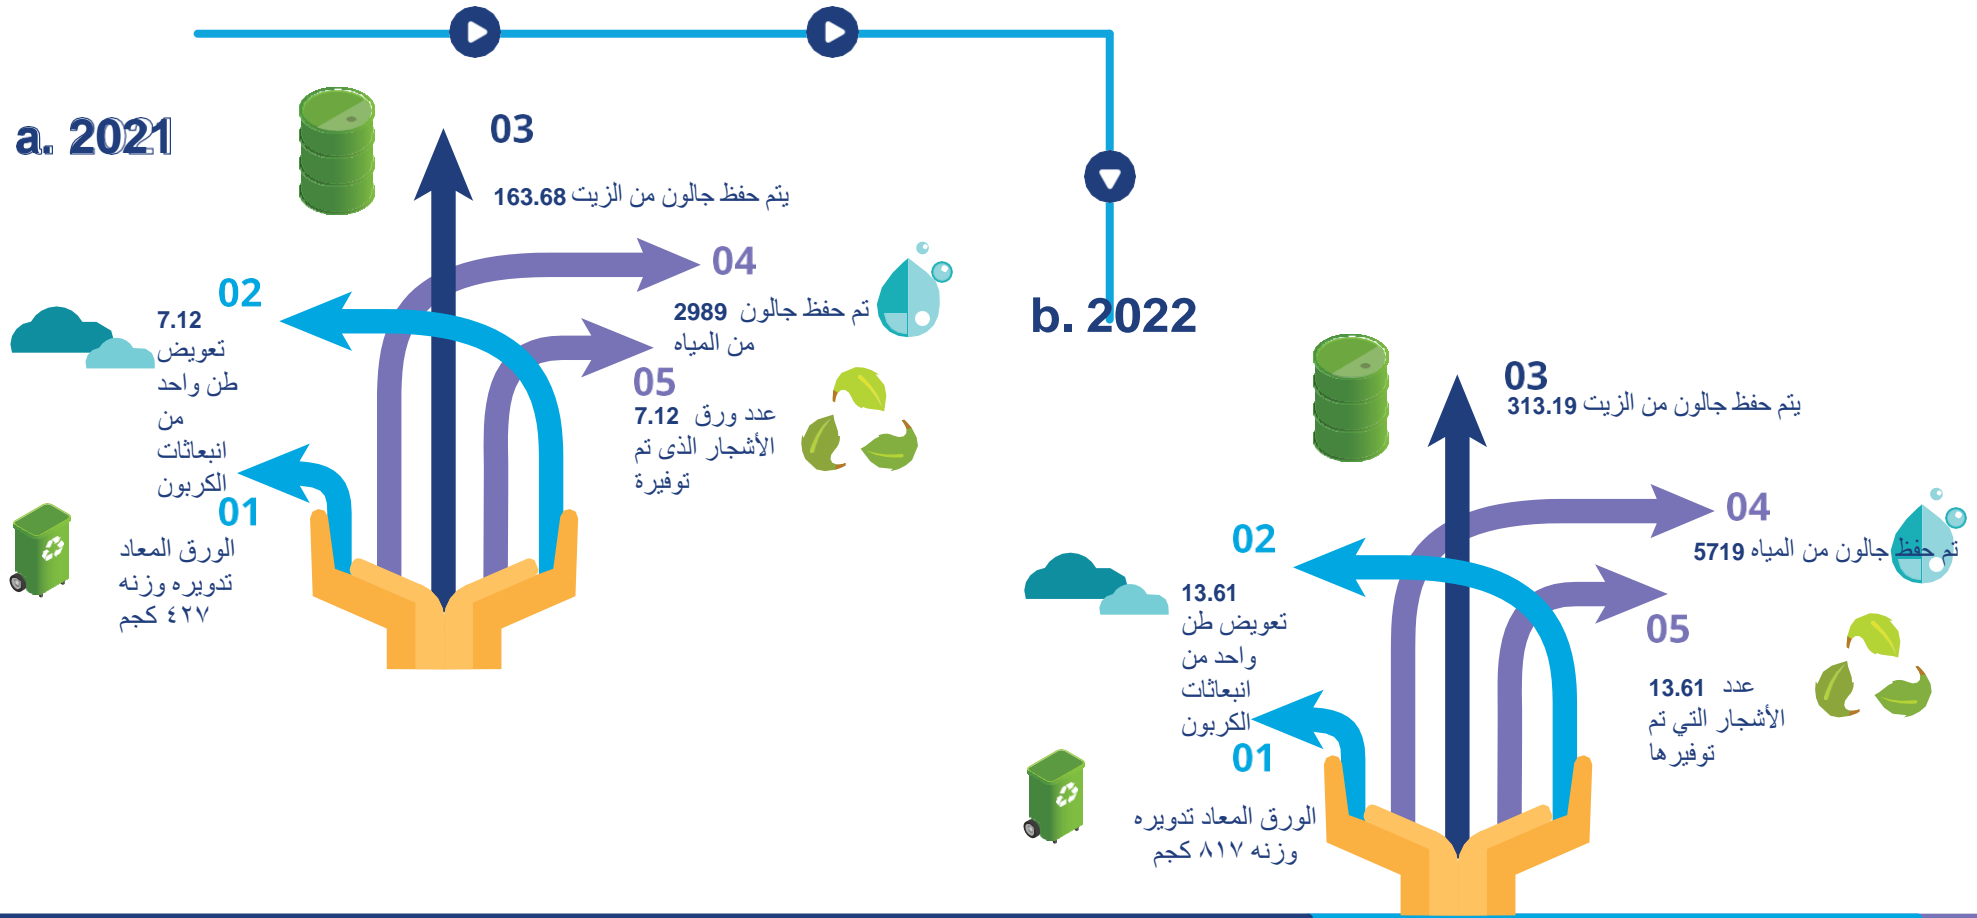 a. 2021
03
يتم حفظ جالون من الزيت 163.68
04
تم حفظ جالون 2989
من المياه
02
7.12
تعويض
طن واحد
من
انبعاثات
الكربون
05
عدد ورق 7.12
الأشجار الذى تم
توفيرة
01
الورق المعاد
تدويره وزنه
٤٢٧ كجم
b. 2022
03
يتم حفظ جالون من الزيت 313.19
04
تم حفظ جالون من المياه 5719
02
13.61
تعويض طن
واحد من
انبعاثات
الكربون
05
عدد 13.61
الأشجار التي تم
توفيرها
01
الورق المعاد تدويره
وزنه ٨١٧ كجم